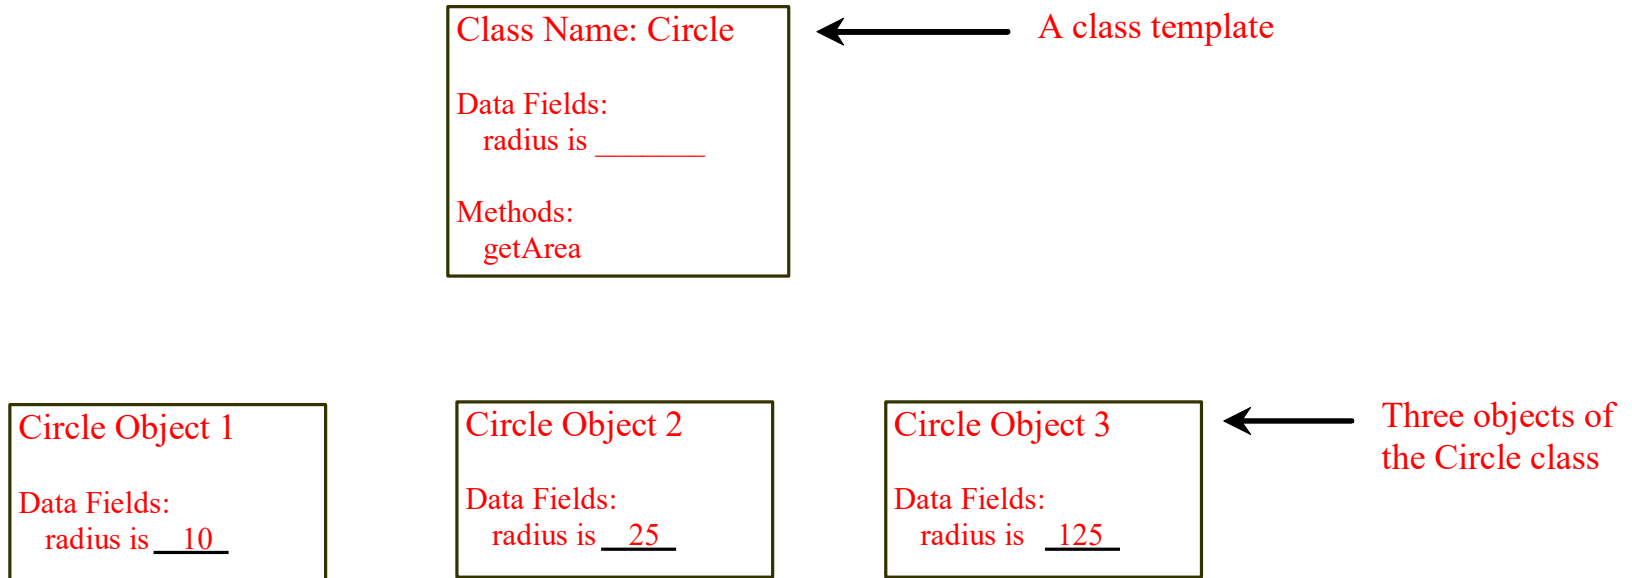 Class Name: Circle
A class template
Data Fields:
radius is _______
Methods:
getArea
Circle Object 1
Data Fields:
radius is 10
Circle Object 2
Data Fields:
radius is 25
Circle Object 3
Data Fields:
radius is 125
Three objects of
the Circle class